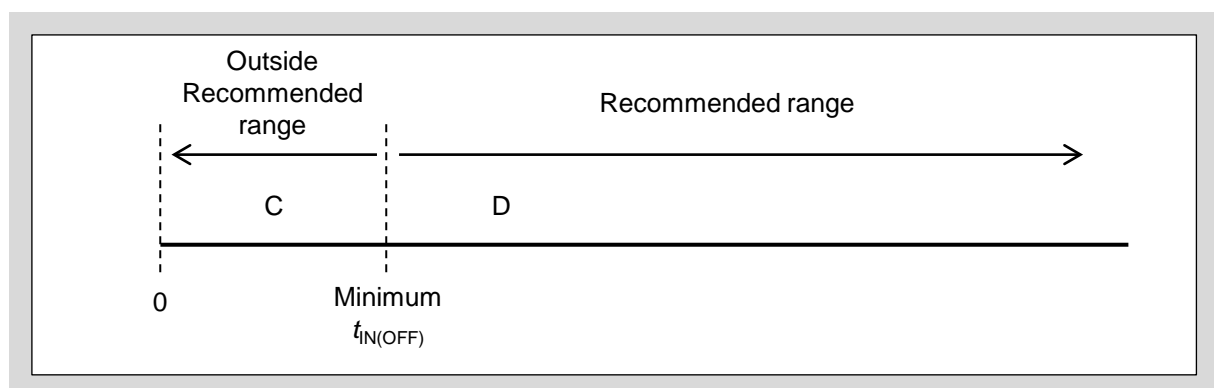 Outside
Recommended
range
Recommended range
C
D
0
Minimum
tIN(OFF)